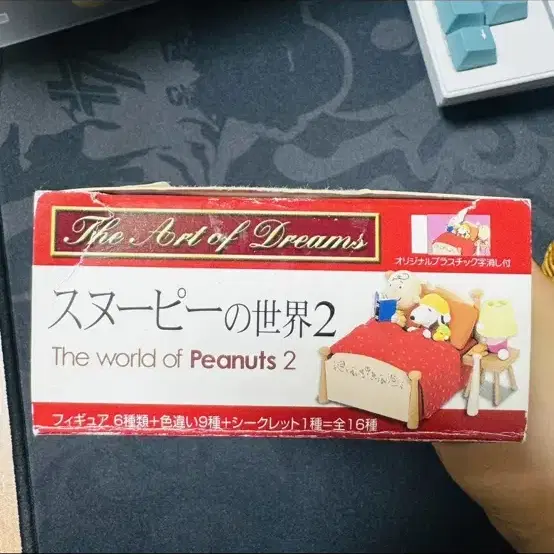 The Art of Dreams
オリジナルプラスチック字消し付
スヌーピーの世界2
The world of Peanuts 2
フィギュア 6種類+色違い9種+シークレット1種=全16種